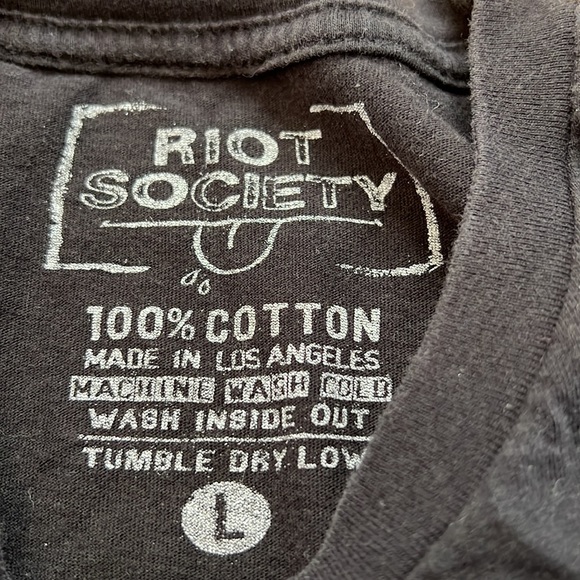 RIOT
SOCIETY
100% COTTON
MADE IN LOS ANGELES
MACHINE WASH COLD
WASH INSIDE OUT
TUMBLE DRY LOW
L